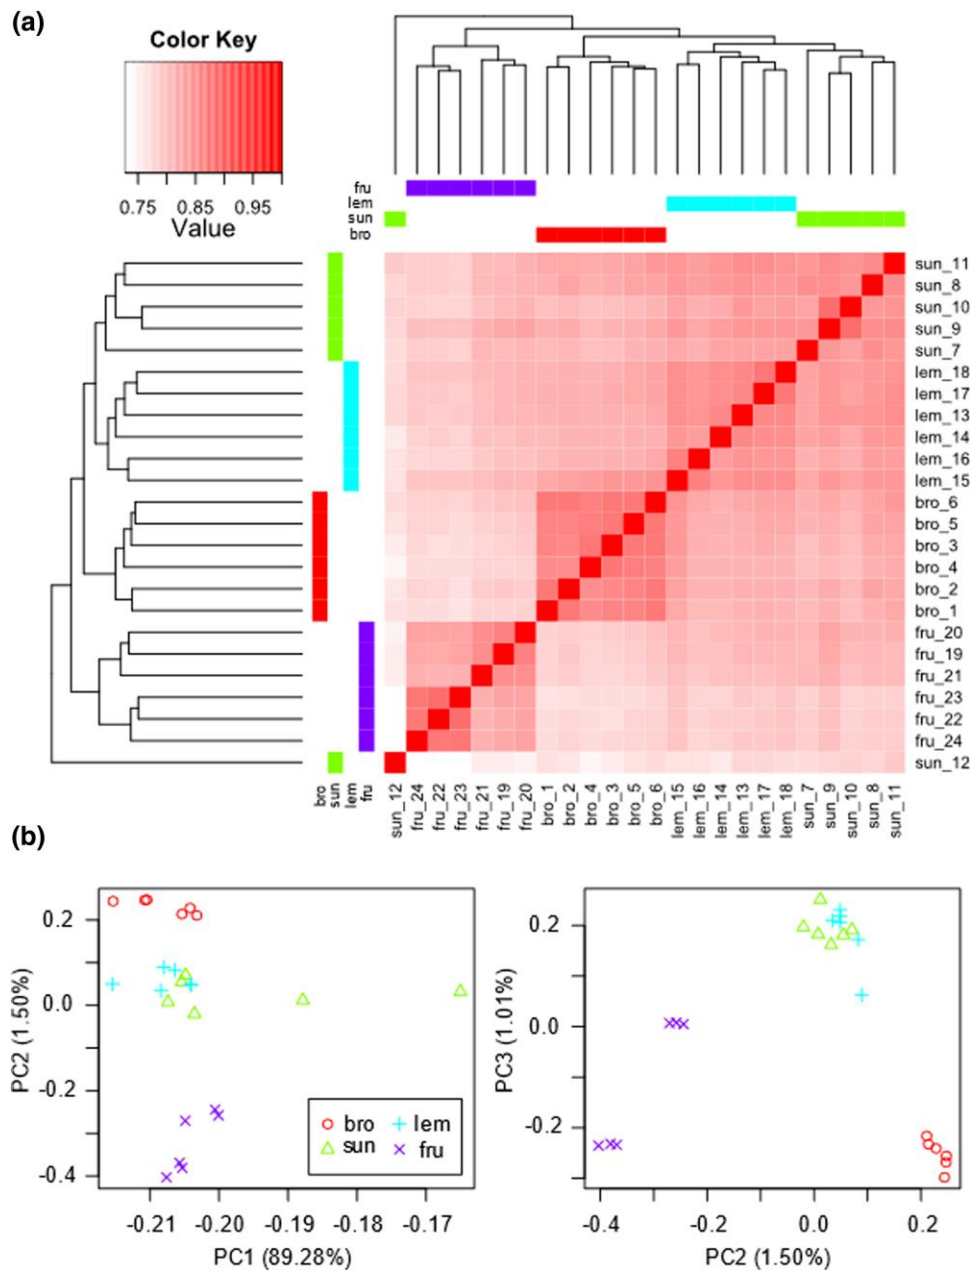 (a)
Color Key
0.75 0.85 0.95
Value
fru
lem
sun
bro
sun_11
sun_8
sun_10
sun_9
sun_7
lem_18
lem_17
lem_13
lem_14
lem_16
lem_15
bro_6
bro_5
bro_3
bro_4
bro_2
bro_1
fru_20
fru_19
fru_21
fru_23
fru_22
fru_24
sun_12
bro sun lem fru
sun_12 fru_24 fru_22 fru_23 fru_21 fru_19 fru_20 bro_1 bro_2 bro_4 bro_3 bro_5 bro_6 lem_15 lem_16 lem_14 lem_13 lem_17 lem_18 sun_7 sun_9 sun_10 sun_8 sun_11
(b)
PC2 (1.50%)
0.2
0.0
-0.2
-0.4
bro lem
sun fru
-0.21 -0.20 -0.19 -0.18 -0.17
PC1 (89.28%)
PC3 (1.01%)
0.2
0.0
-0.2
-0.4 -0.2 0.0 0.2
PC2 (1.50%)